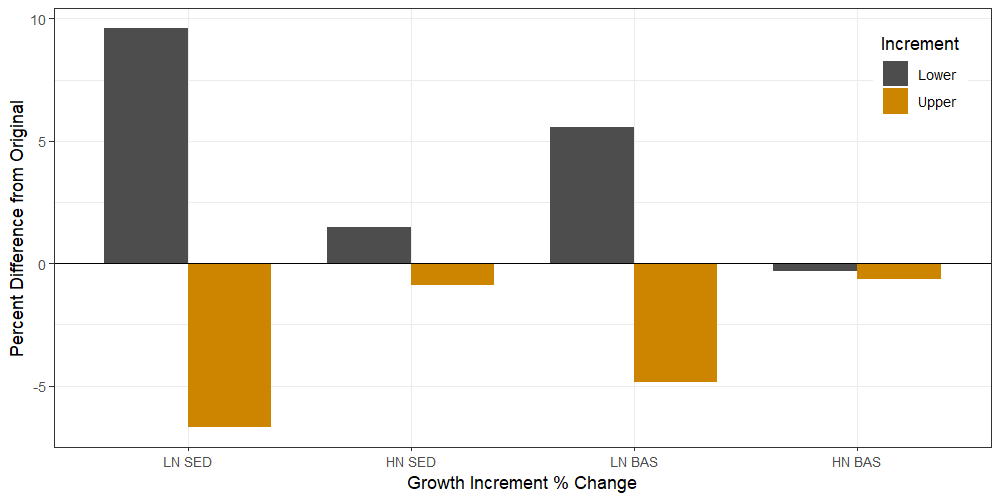 Percent Difference from Original
10
5
0
-5
Increment
Lower
Upper
LN SED
HN SED
LN BAS
HN BAS
Growth Increment % Change